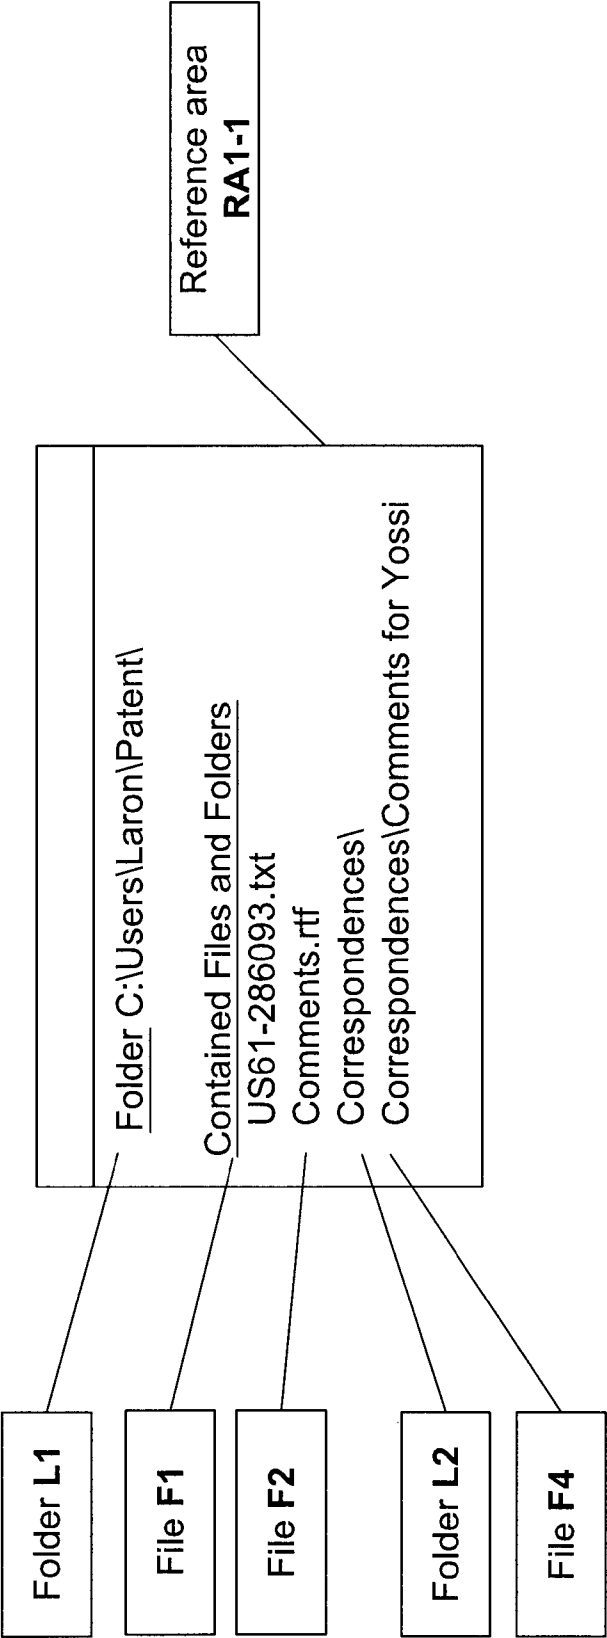 Reference area
RA1-1
Folder C:\Users\Laron\Patent\
Contained Files and Folders
US61-286093.txt
Comments.rtf
Correspondences\
Correspondences\Comments for Yossi
Folder L1
File F1
File F2
Folder L2
File F4